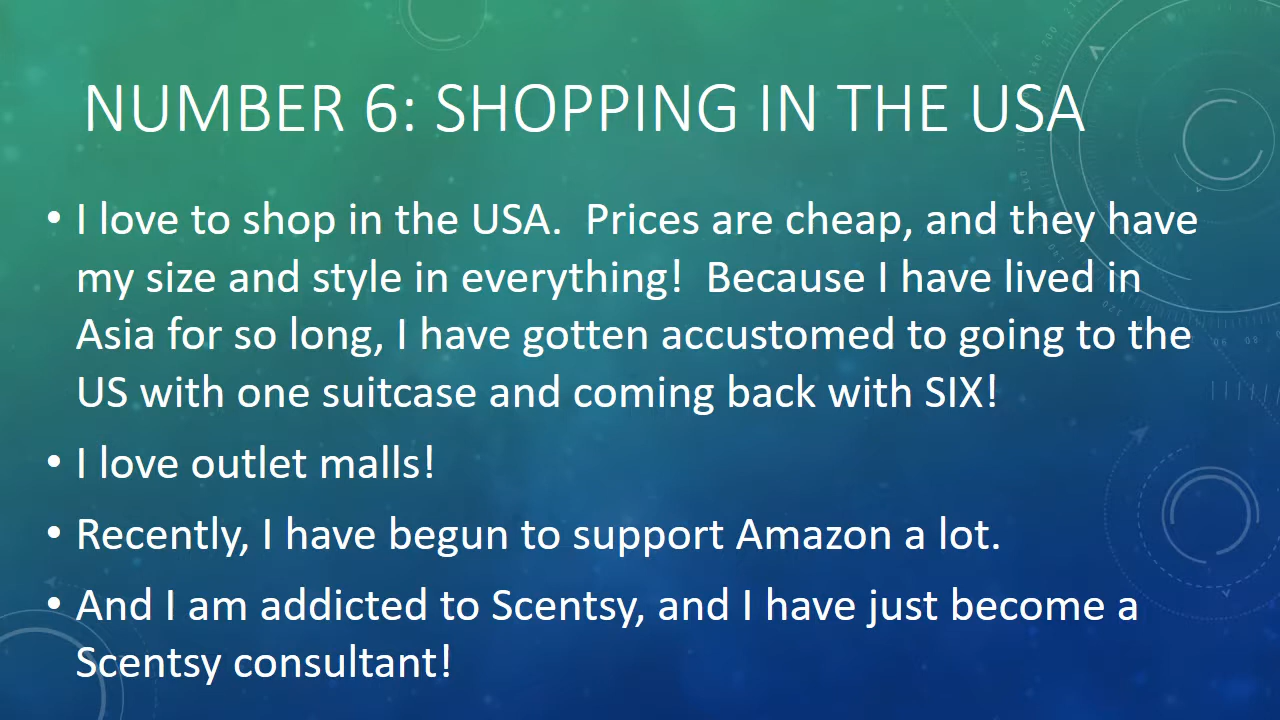 NUMBER 6: SHOPPING IN THE USA
• I love to shop in the USA.  Prices are cheap, and they have
my size and style in everything!  Because I have lived in
Asia for so long, I have gotten accustomed to going to the
US with one suitcase and coming back with SIX!
• I love outlet malls!
• Recently, I have begun to support Amazon a lot.
• And I am addicted to Scentsy, and I have just become a
Scentsy consultant!